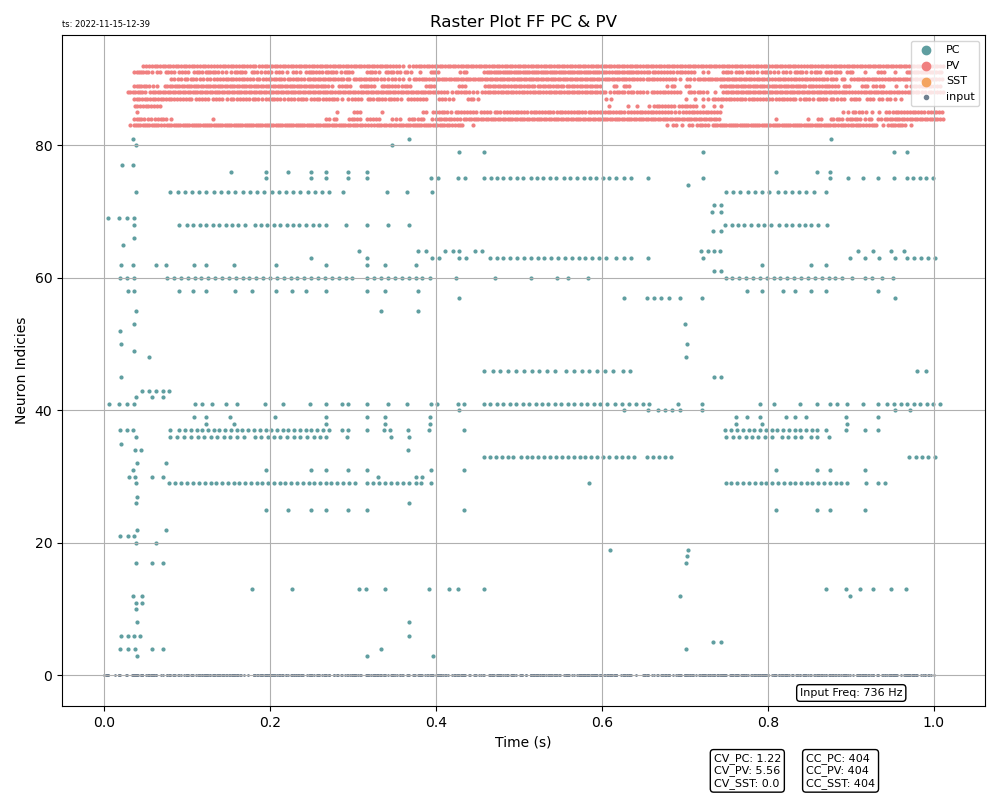 ts: 2022-11-15-12-39
Raster Plot FF PC & PV
PC
PV
SST
input
Neuron Indicies
80
60
40
20
0
0.0 0.2 0.4 0.6 0.8 1.0
Time (s)
Input Freq: 736 Hz
CV_PC: 1.22
CV_PV: 5.56
CV_SST: 0.0
CC_PC: 404
CC_PV: 404
CC_SST: 404